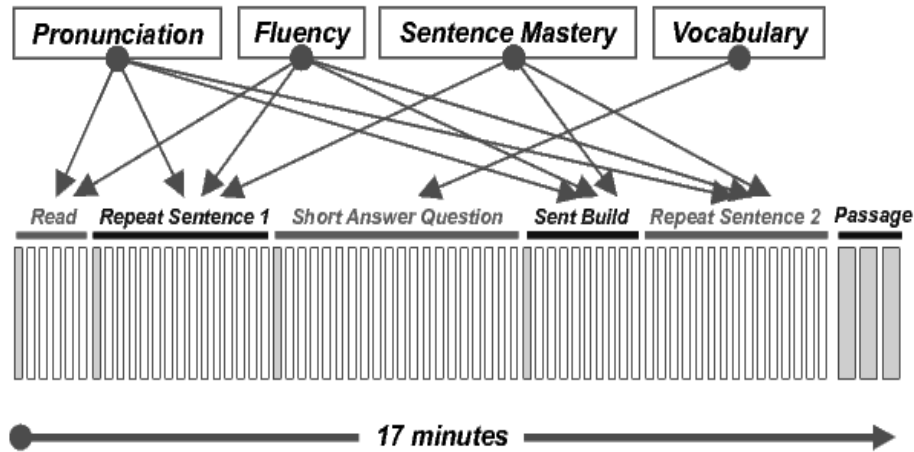 Pronunciation Fluency Sentence Mastery Vocabulary
Read Repeat Sentence 1 Short Answer Question Sent Build Repeat Sentence 2 Passage
17 minutes